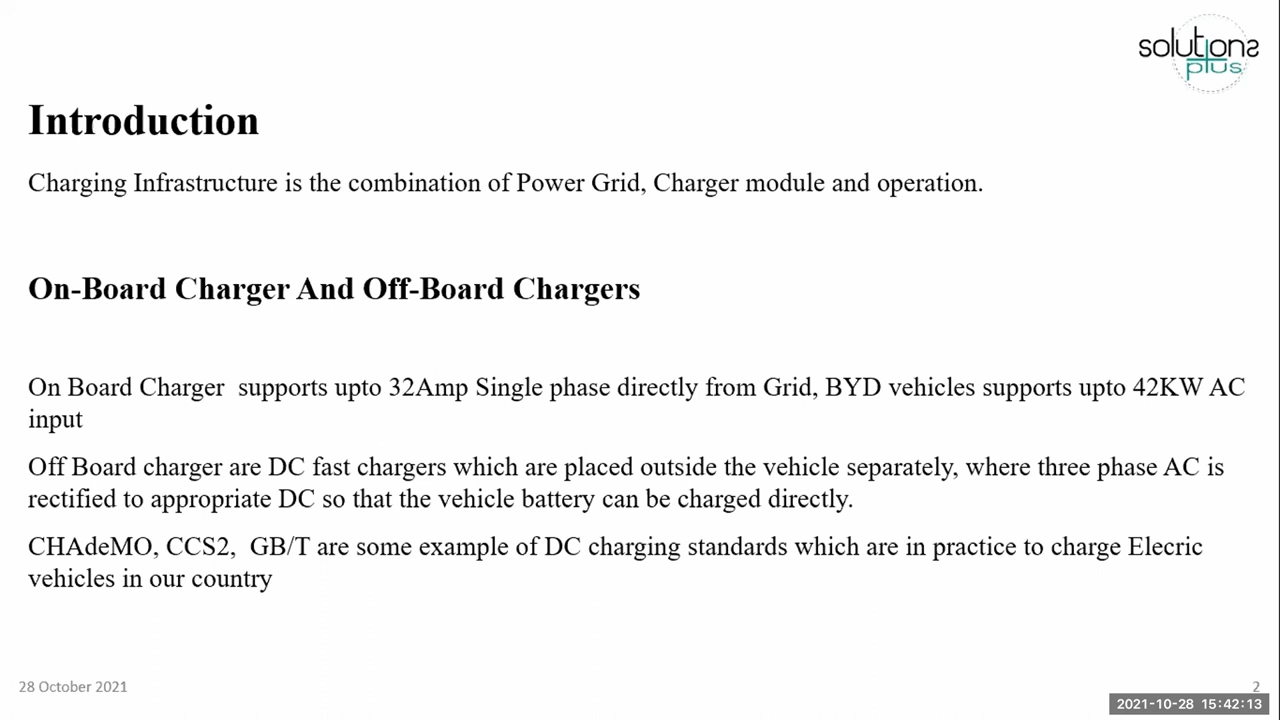 solutions
plus
Introduction
Charging Infrastructure is the combination of Power Grid, Charger module and operation.
On-Board Charger And Off-Board Chargers
On Board Charger  supports upto 32Amp Single phase directly from Grid, BYD vehicles supports upto 42KW AC
input
Off Board charger are DC fast chargers which are placed outside the vehicle separately, where three phase AC is
rectified to appropriate DC so that the vehicle battery can be charged directly.
CHAdeMO, CCS2,  GB/T are some example of DC charging standards which are in practice to charge Elecric
vehicles in our country
28 October 2021
2
2021-10-28 15:42:13